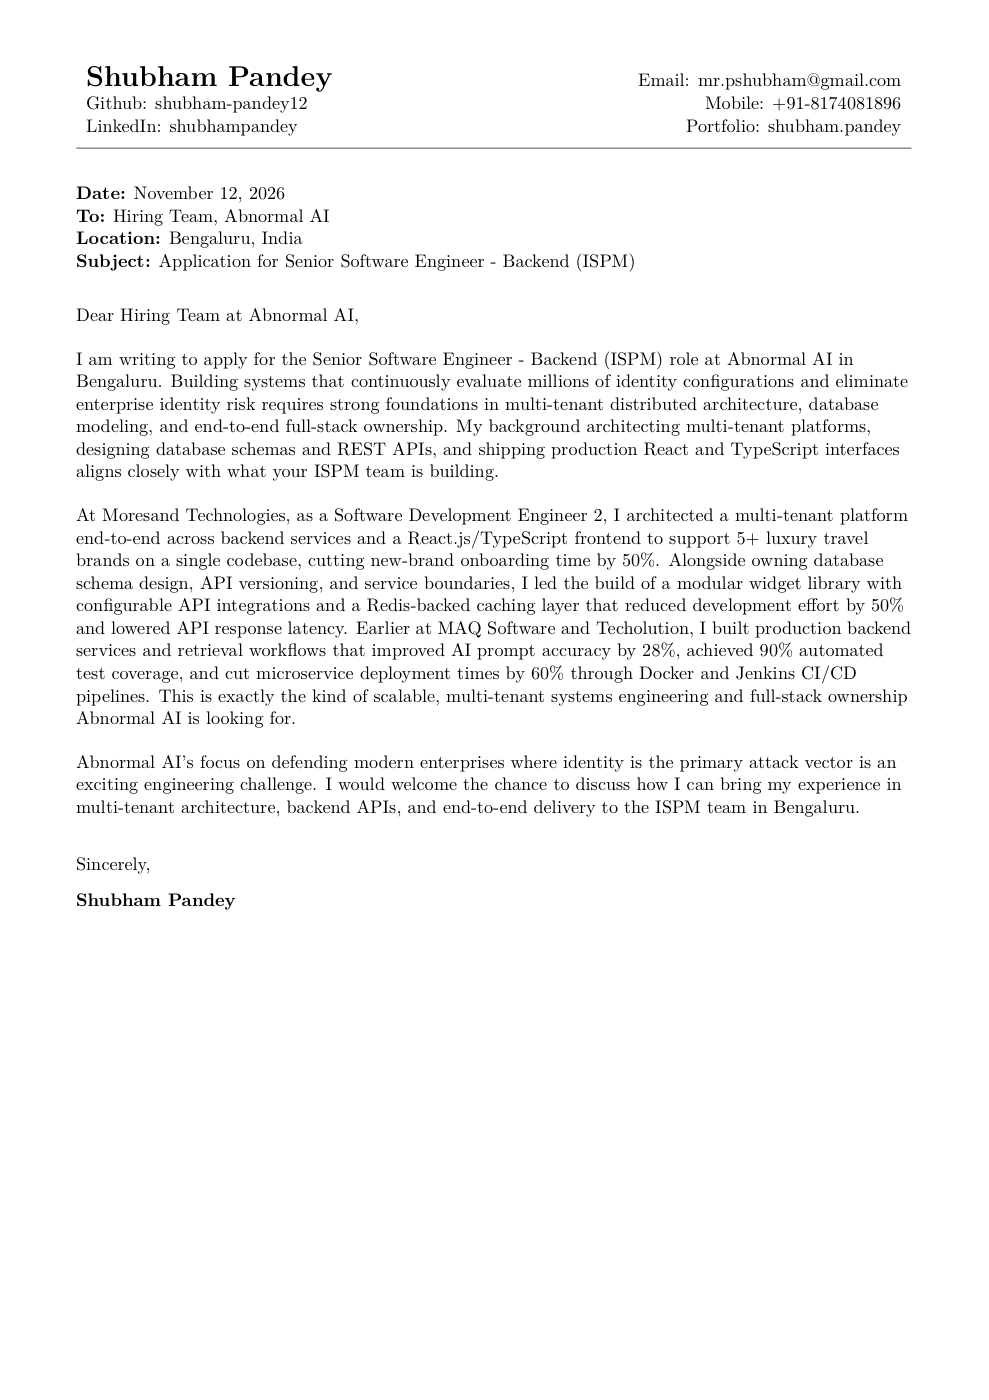 Shubham Pandey
Github: shubham-pandey12
LinkedIn: shubhampandey
Email: mr.pshubham@gmail.com
Mobile: +91-8174081896
Portfolio: shubham.pandey
Date: November 12, 2026
To: Hiring Team, Abnormal AI
Location: Bengaluru, India
Subject: Application for Senior Software Engineer - Backend (ISPM)
Dear Hiring Team at Abnormal AI,
I am writing to apply for the Senior Software Engineer - Backend (ISPM) role at Abnormal AI in
Bengaluru. Building systems that continuously evaluate millions of identity configurations and eliminate
enterprise identity risk requires strong foundations in multi-tenant distributed architecture, database
modeling, and end-to-end full-stack ownership. My background architecting multi-tenant platforms,
designing database schemas and REST APIs, and shipping production React and TypeScript interfaces
aligns closely with what your ISPM team is building.
At Moresand Technologies, as a Software Development Engineer 2, I architected a multi-tenant platform
end-to-end across backend services and a React.js/TypeScript frontend to support 5+ luxury travel
brands on a single codebase, cutting new-brand onboarding time by 50%. Alongside owning database
schema design, API versioning, and service boundaries, I led the build of a modular widget library with
configurable API integrations and a Redis-backed caching layer that reduced development effort by 50%
and lowered API response latency. Earlier at MAQ Software and Techolution, I built production backend
services and retrieval workflows that improved AI prompt accuracy by 28%, achieved 90% automated
test coverage, and cut microservice deployment times by 60% through Docker and Jenkins CI/CD
pipelines. This is exactly the kind of scalable, multi-tenant systems engineering and full-stack ownership
Abnormal AI is looking for.
Abnormal AI's focus on defending modern enterprises where identity is the primary attack vector is an
exciting engineering challenge. I would welcome the chance to discuss how I can bring my experience in
multi-tenant architecture, backend APIs, and end-to-end delivery to the ISPM team in Bengaluru.
Sincerely,
Shubham Pandey